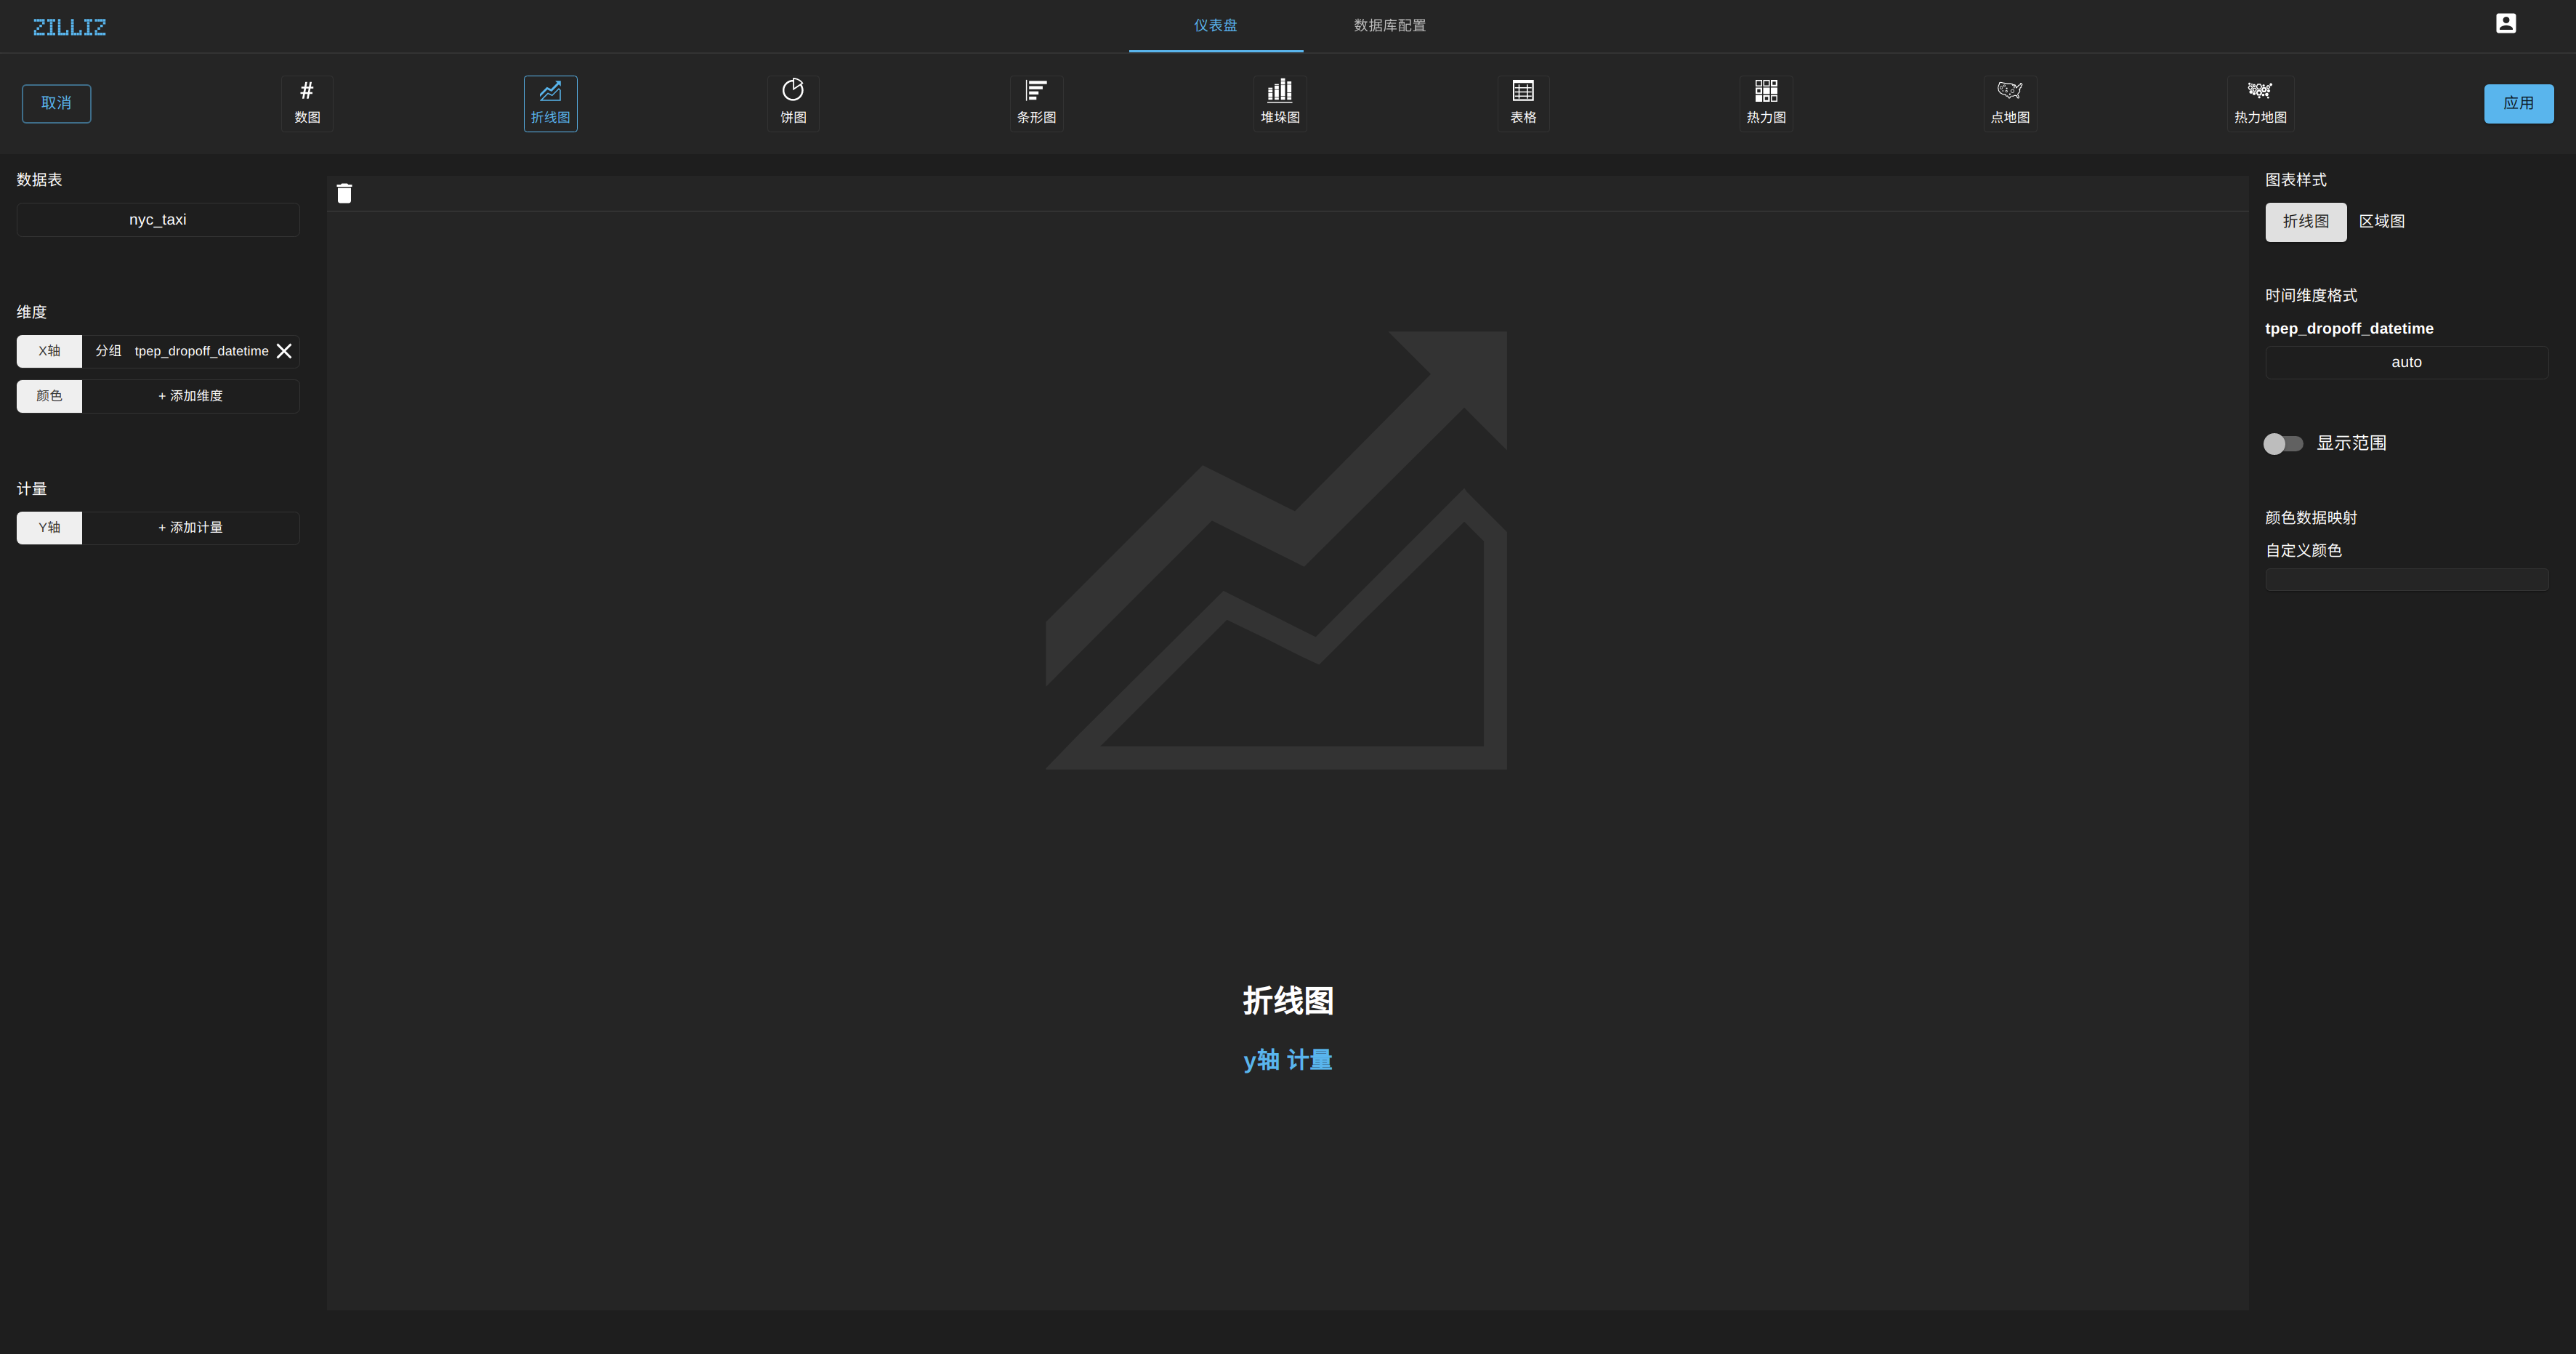 ZILLIZ
仪表盘
数据库配置
取消
#
数图
折线图
饼图
条形图
堆垛图
表格
热力图
点地图
热力地图
应用
数据表
nyc_taxi
维度
X轴 分组 tpep_dropoff_datetime
颜色 + 添加维度
计量
Y轴 + 添加计量
折线图
y轴 计量
图表样式
折线图 区域图
时间维度格式
tpep_dropoff_datetime
auto
显示范围
颜色数据映射
自定义颜色